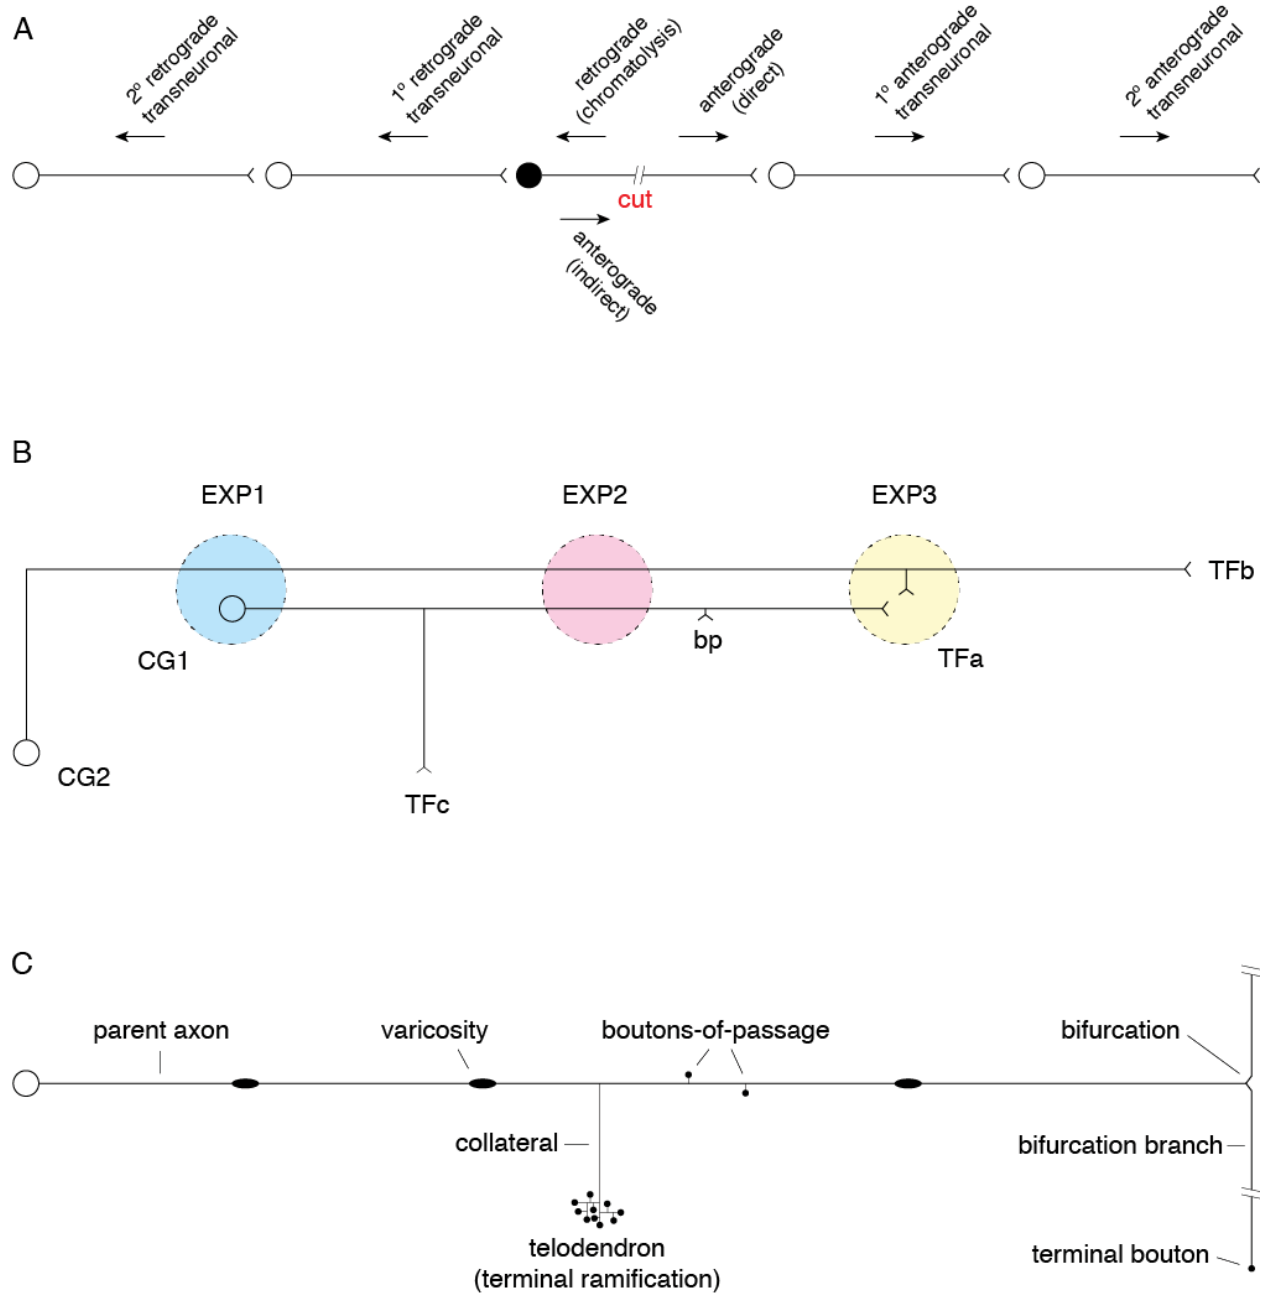 A
2º retrograde
transneuronal
1º retrograde
transneuronal
retrograde
(chromatolysis)
anterograde
(direct)
1º anterograde
transneuronal
2º anterograde
transneuronal
cut
anterograde
(indirect)
B
EXP1
EXP2
EXP3
TFb
bp
CG1
TFa
CG2
TFc
C
parent axon
varicosity
boutons-of-passage
bifurcation
collateral
bifurcation branch
telodendron
(terminal ramification)
terminal bouton